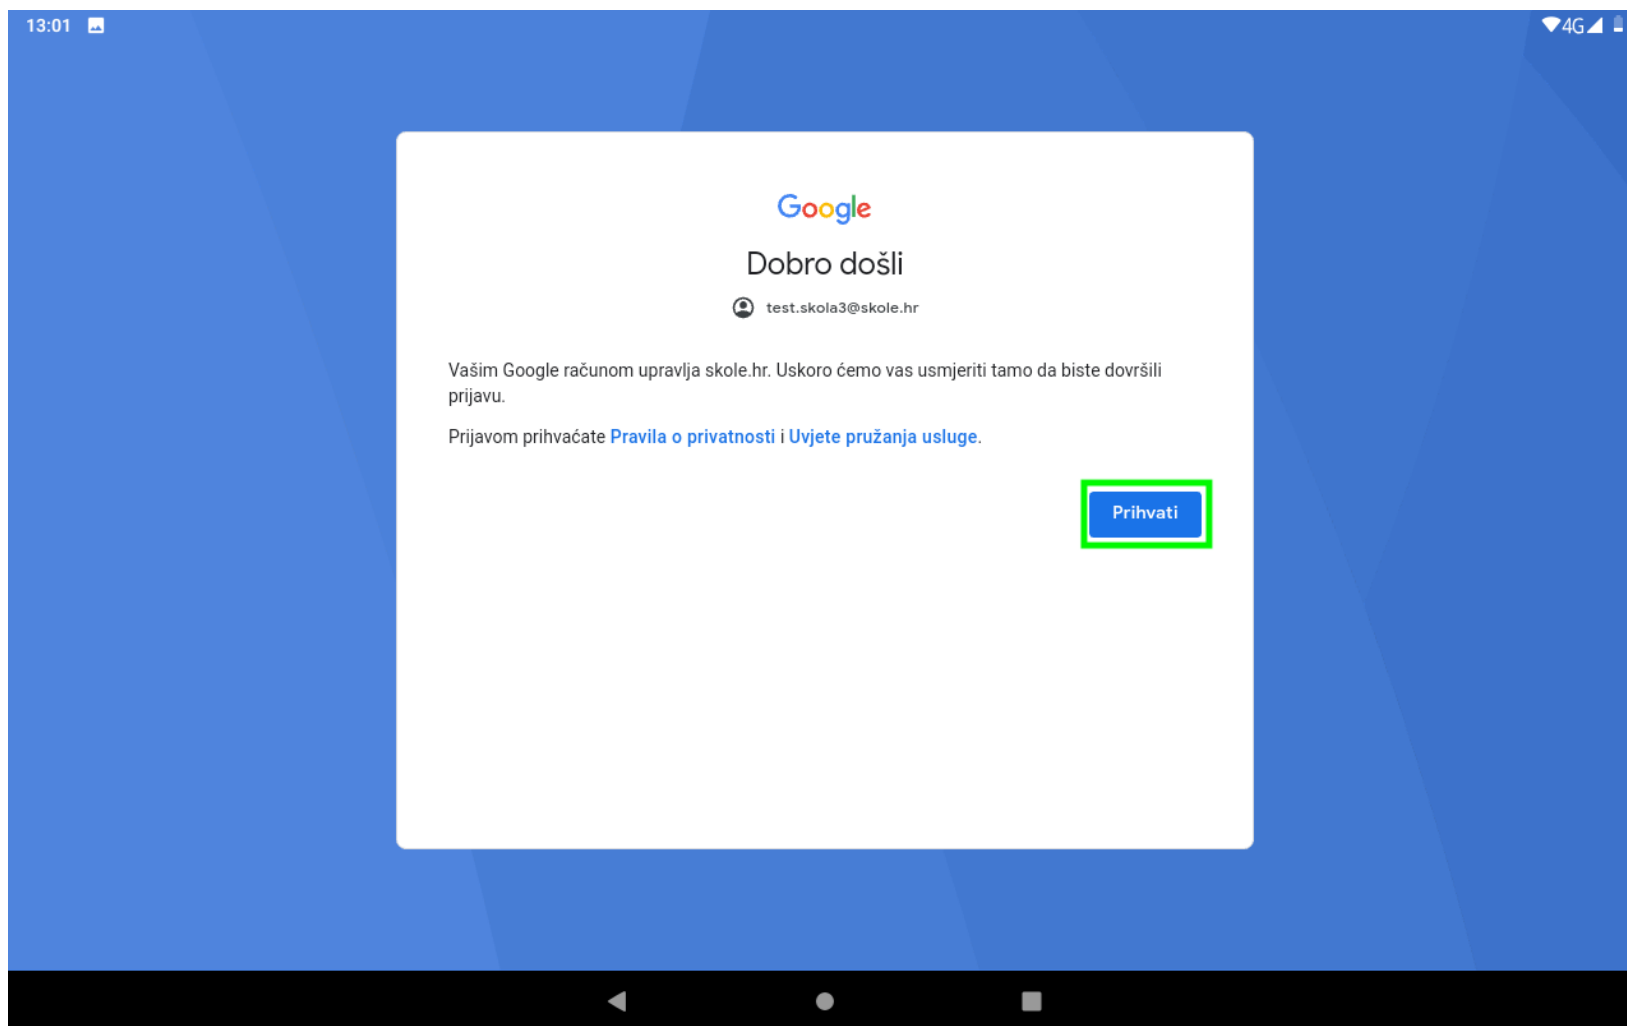 13:01
4G
Google
Dobro došli
test.skola3@skole.hr
Vašim Google računom upravlja skole.hr. Uskoro ćemo vas usmjeriti tamo da biste dovršili
prijavu.
Prijavom prihvaćate Pravila o privatnosti i Uvjete pružanja usluge.
Prihvati